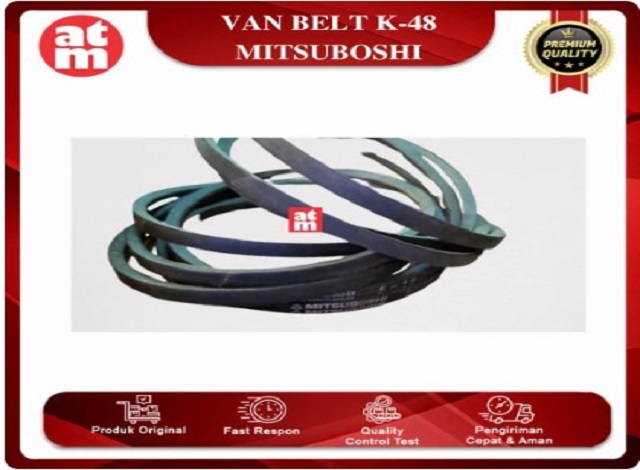 atm
VAN BELT K-48
MITSUBOSHI
PREMIUM
QUALITY
atm
MITSUBOSHI
Produk Original
Fast Respon
Quality
Control Test
Pengiriman
Cepat & Aman